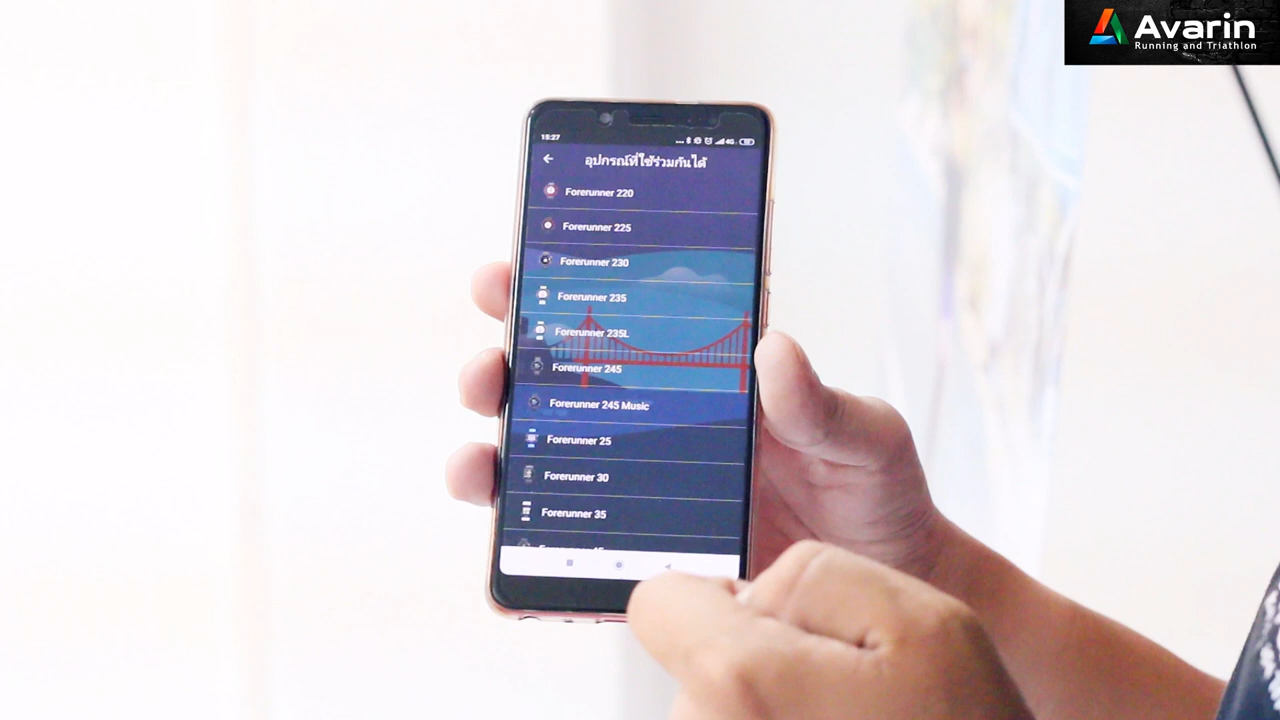 Avarin
Running and Triathlon
15:27
4G
อุปกรณ์ที่ใช้ร่วมกันได้
Forerunner 220
Forerunner 225
Forerunner 230
Forerunner 235
Forerunner 235L
Forerunner 245
Forerunner 245 Music
Forerunner 25
Forerunner 30
Forerunner 35